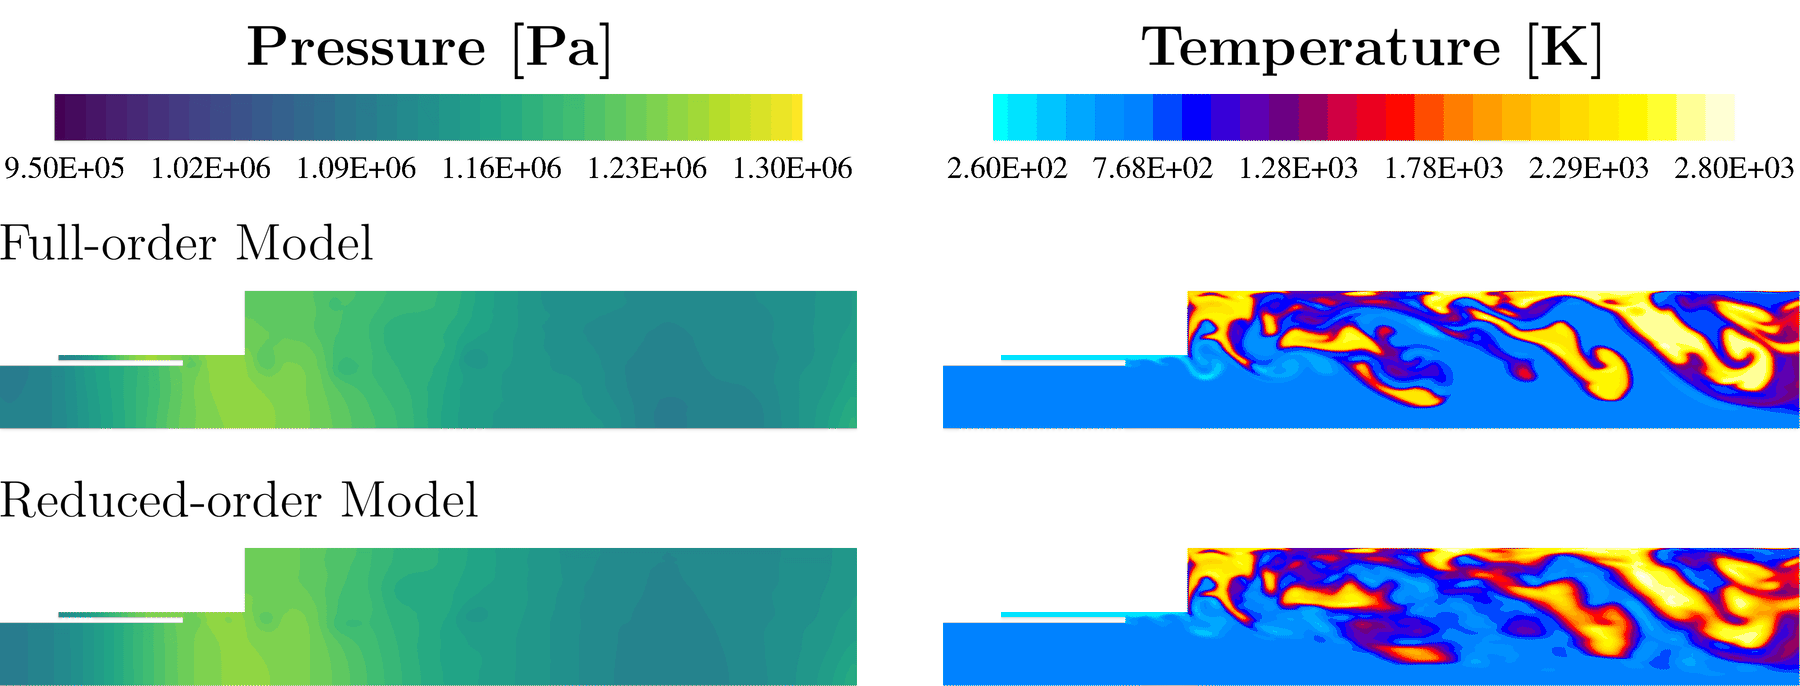 Pressure [Pa]
Temperature [K]
9.50E+05 1.02E+06 1.09E+06 1.16E+06 1.23E+06 1.30E+06
2.60E+02 7.68E+02 1.28E+03 1.78E+03 2.29E+03 2.80E+03
Full-order Model
Reduced-order Model